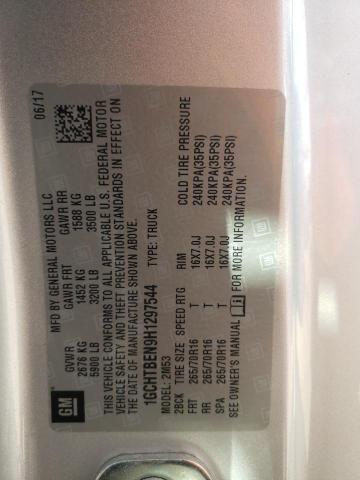 06/17
MFD BY GENERAL MOTORS LLC
GVWR GAWR FRT GAWR RR
2676 KG 1452 KG 1588 KG
5900 LB 3200 LB 3500 LB
THIS VEHICLE CONFORMS TO ALL APPLICABLE U.S. FEDERAL MOTOR
VEHICLE SAFETY AND THEFT PREVENTION STANDARDS IN EFFECT ON
THE DATE OF MANUFACTURE SHOWN ABOVE.
1GCHTBEN9H1297544 TYPE: TRUCK
MODEL: 2M53
2BCK TIRE SIZE SPEED RTG RIM COLD TIRE PRESSURE
FRT 265/70R16 T 16X7.0J 240KPA(35PSI)
RR 265/70R16 T 16X7.0J 240KPA(35PSI)
SPA 265/70R16 T 16X7.0J 240KPA(35PSI)
SEE OWNER'S MANUAL FOR MORE INFORMATION.
GM